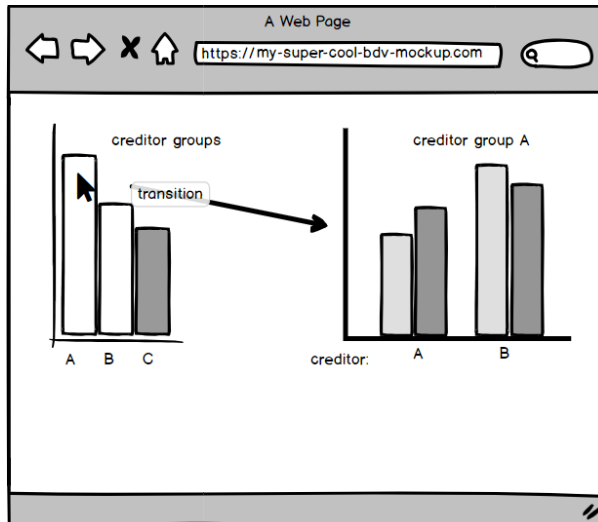 A Web Page
https://my-super-cool-bdv-mockup.com
creditor groups
creditor group A
transition
A B C
creditor: A B